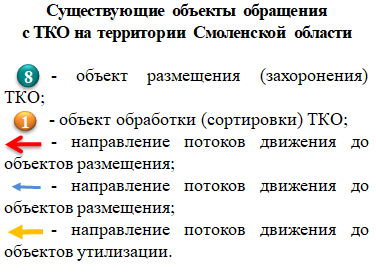 Существующие объекты обращения
с ТКО на территории Смоленской области
8 - объект размещения (захоронения)
ТКО;
1 - объект обработки (сортировки) ТКО;
- направление потоков движения до
объектов размещения;
- направление потоков движения до
объектов размещения;
- направление потоков движения до
объектов утилизации.